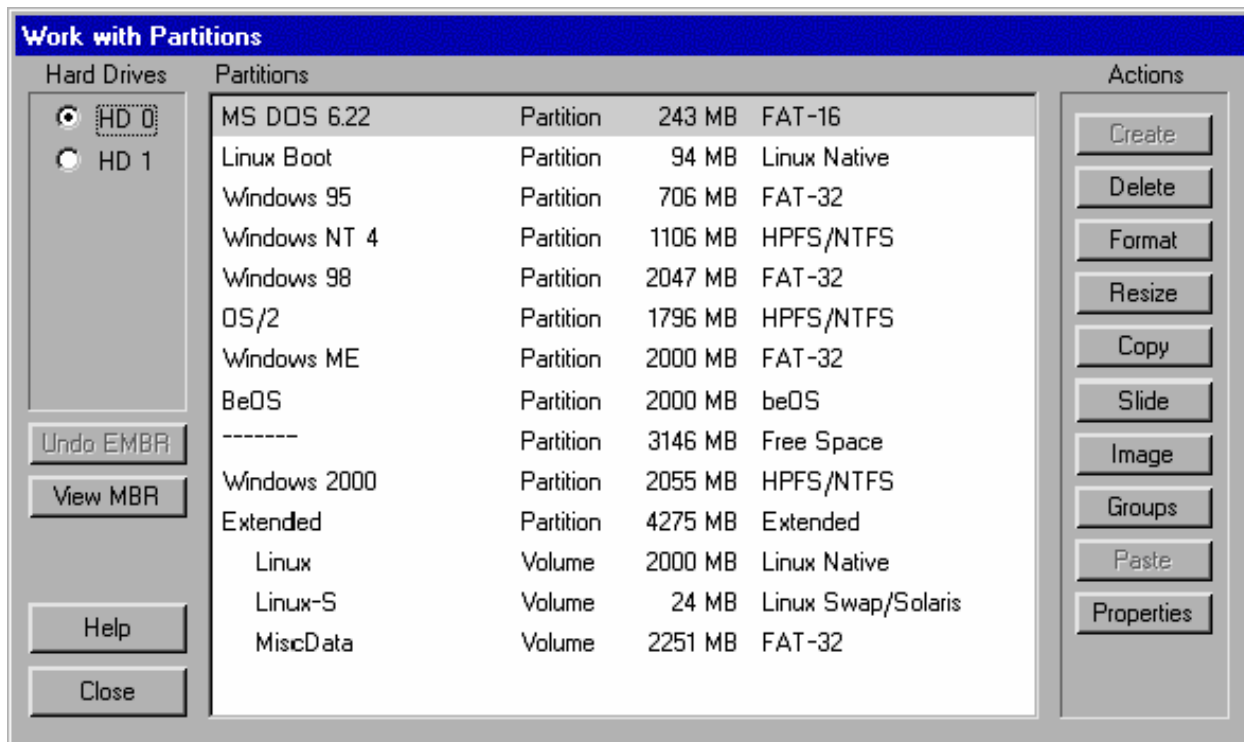 Work with Partitions
Hard Drives
HD 0
HD 1
Undo EMBR
View MBR
Help
Close
Partitions
MS DOS 6.22 Partition 243 MB FAT-16
Linux Boot Partition 94 MB Linux Native
Windows 95 Partition 706 MB FAT-32
Windows NT 4 Partition 1106 MB HPFS/NTFS
Windows 98 Partition 2047 MB FAT-32
OS/2 Partition 1796 MB HPFS/NTFS
Windows ME Partition 2000 MB FAT-32
BeOS Partition 2000 MB beOS
------- Partition 3146 MB Free Space
Windows 2000 Partition 2055 MB HPFS/NTFS
Extended Partition 4275 MB Extended
Linux Volume 2000 MB Linux Native
Linux-S Volume 24 MB Linux Swap/Solaris
MiscData Volume 2251 MB FAT-32
Actions
Create
Delete
Format
Resize
Copy
Slide
Image
Groups
Paste
Properties